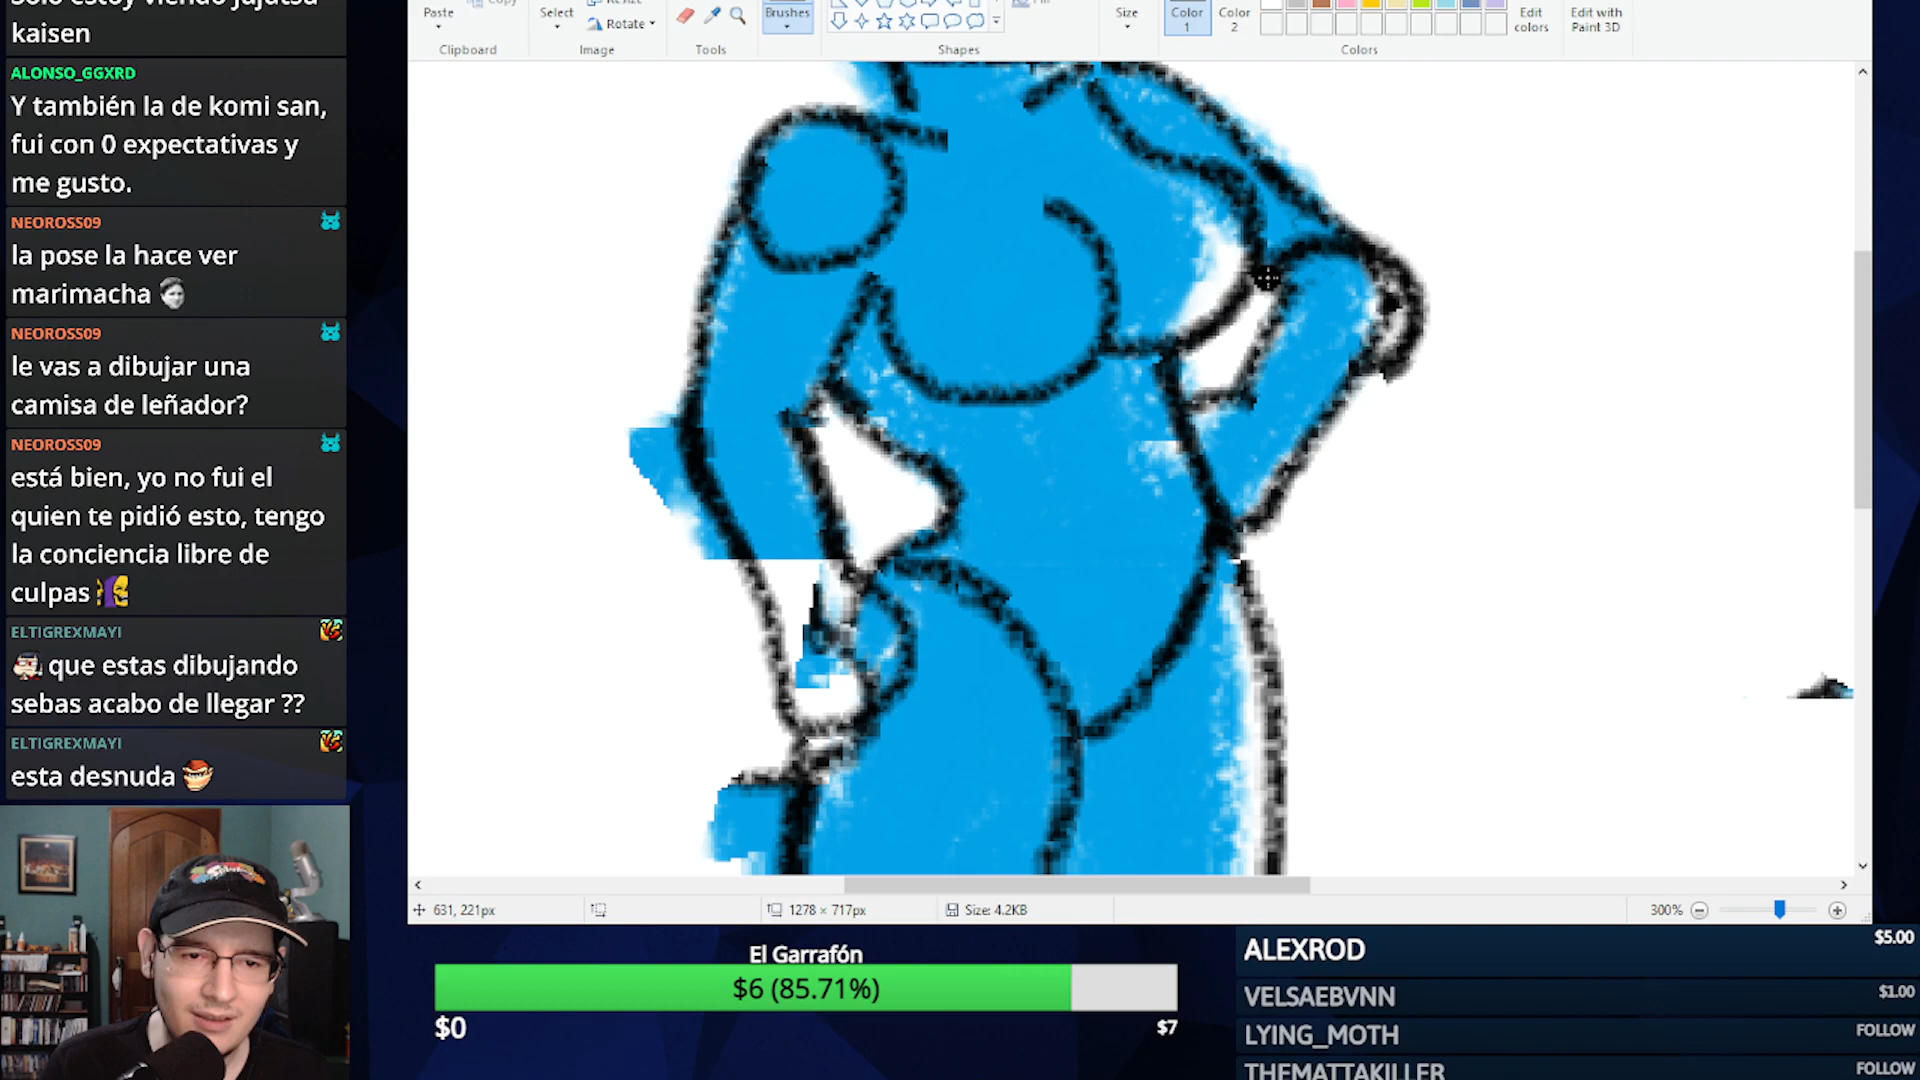 Solo estoy viendo jujutsu
kaisen
ALONSO_GGXRD
Y también la de komi san,
fui con 0 expectativas y
me gusto.
NEOROSS09
la pose la hace ver
marimacha
NEOROSS09
le vas a dibujar una
camisa de leñador?
NEOROSS09
está bien, yo no fui el
quien te pidió esto, tengo
la conciencia libre de
culpas
ELTIGREXMAYI
que estas dibujando
sebas acabo de llegar ??
ELTIGREXMAYI
esta desnuda
Paste
Copy
Clipboard
Select
Rotate
Image
Tools
Brushes
Shapes
Size
Color
1
Color
2
Edit
colors
Edit with
Paint 3D
Colors
631, 221px
1278 × 717px
Size: 4.2KB
300%
El Garrafón
$6 (85.71%)
$0
$7
ALEXROD
$5.00
VELSAEBVNN
$1.00
LYING_MOTH
FOLLOW
THEMATTAKILLER
FOLLOW